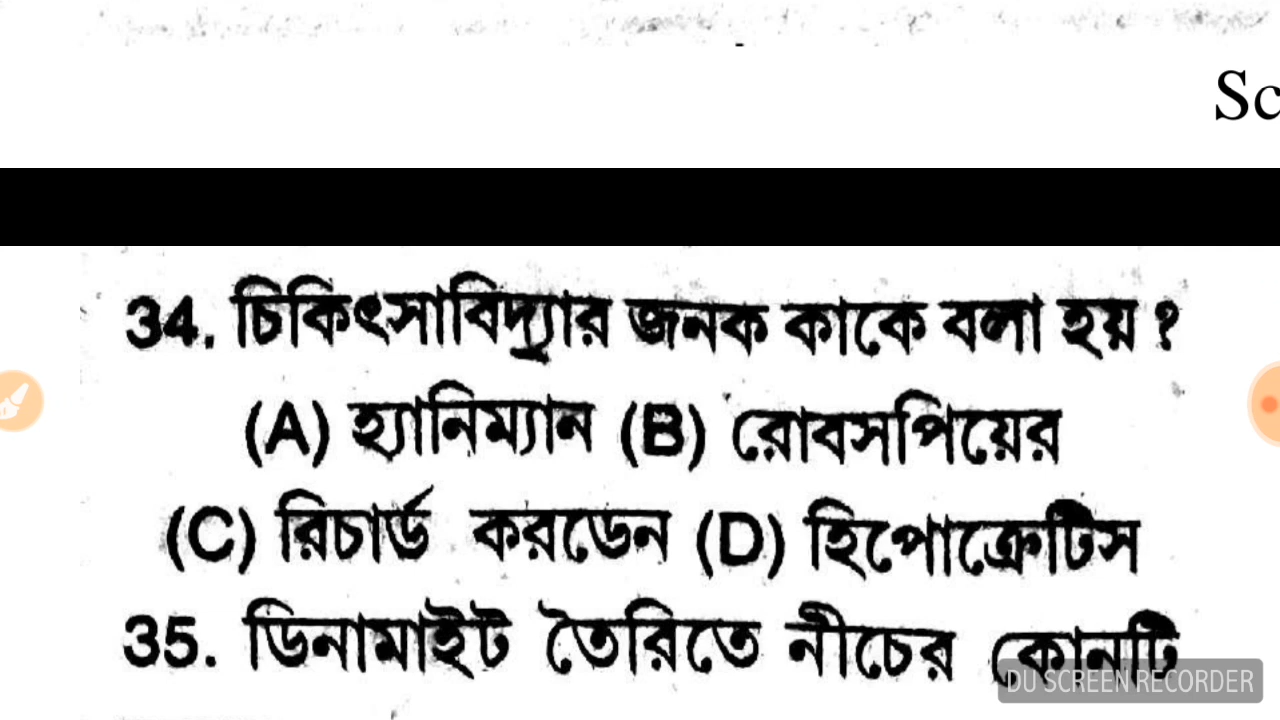 Sc
34. চিকিৎসাবিদ্যার জনক কাকে বলা হয় ?
(A) হ্যানিম্যান (B) রোবসপিয়ের
(C) রিচার্ড করডেন (D) হিপোক্রেটিস
35. ডিনামাইট তৈরিতে নীচের কোনটি
DU SCREEN RECORDER